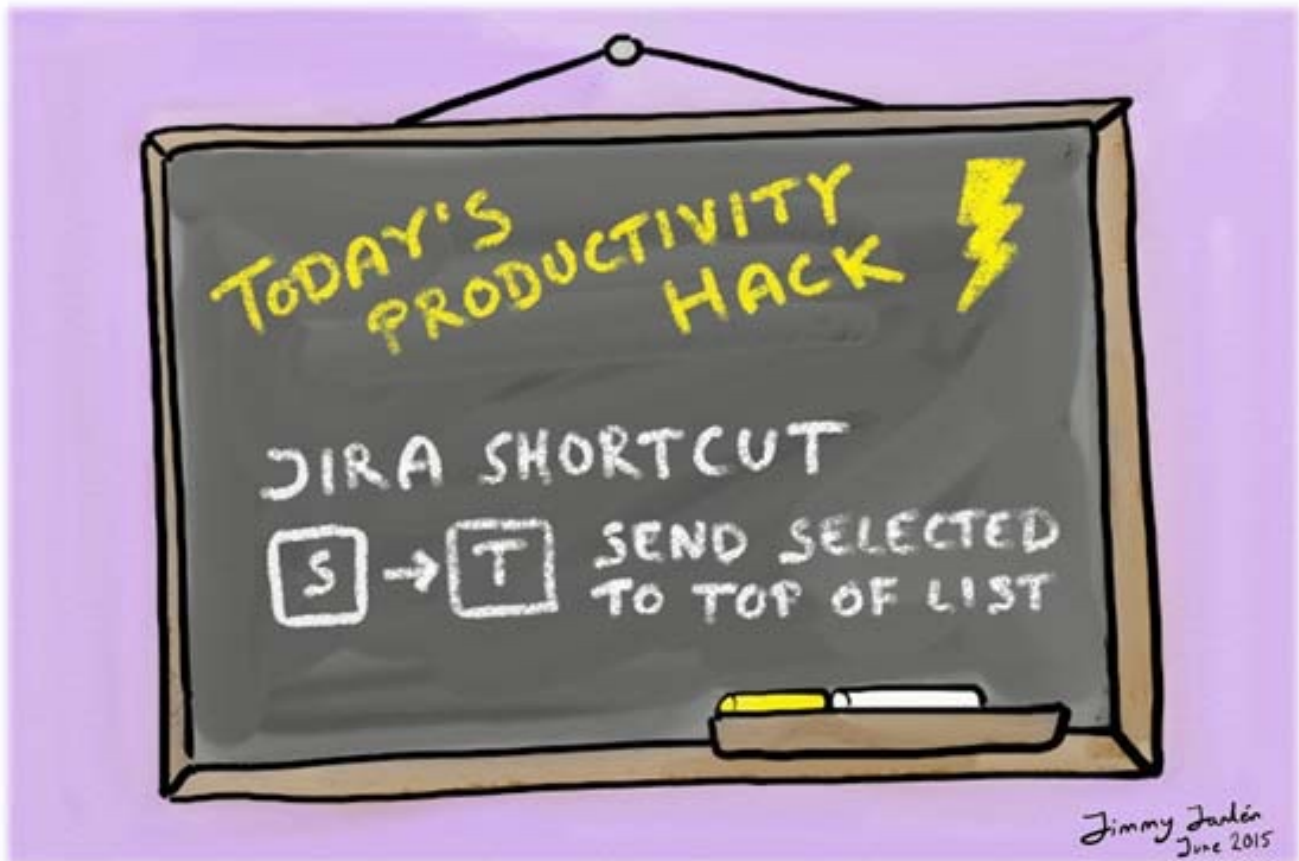 TODAY'S
PRODUCTIVITY
HACK
JIRA SHORTCUT
S → T SEND SELECTED
TO TOP OF LIST
Jimmy Janlén
June 2015